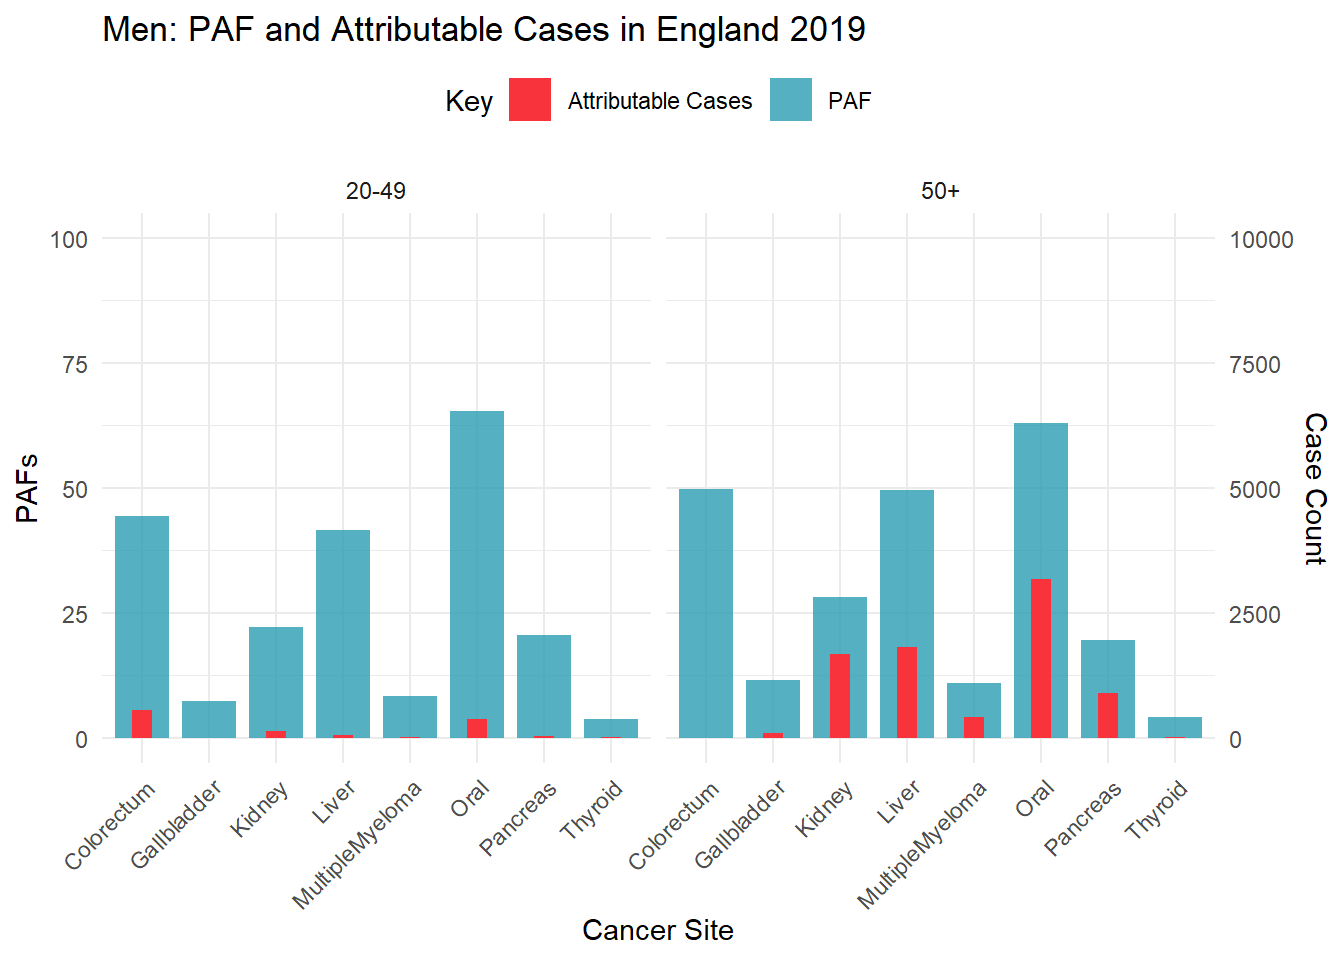 Men: PAF and Attributable Cases in England 2019
Key Attributable Cases PAF
20-49 50+
100 10000
75 7500
50 5000
25 2500
0 0
PAFs
Case Count
Colorectum Gallbladder Kidney Liver MultipleMyeloma Oral Pancreas Thyroid Colorectum Gallbladder Kidney Liver MultipleMyeloma Oral Pancreas Thyroid
Cancer Site